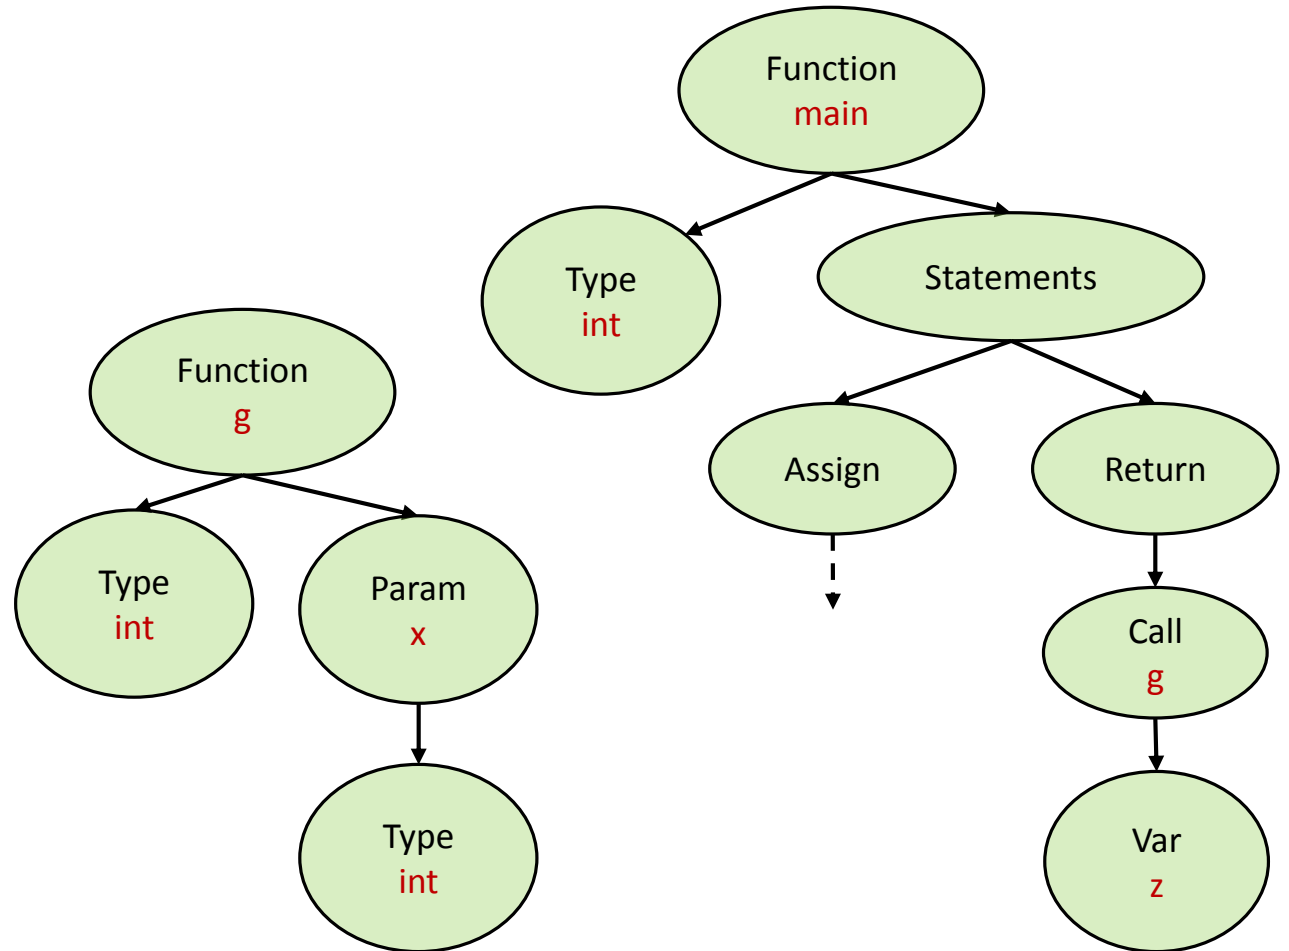 Function
main
Type
int
Statements
Function
g
Assign
Return
Type
int
Param
x
Call
g
Type
int
Var
z